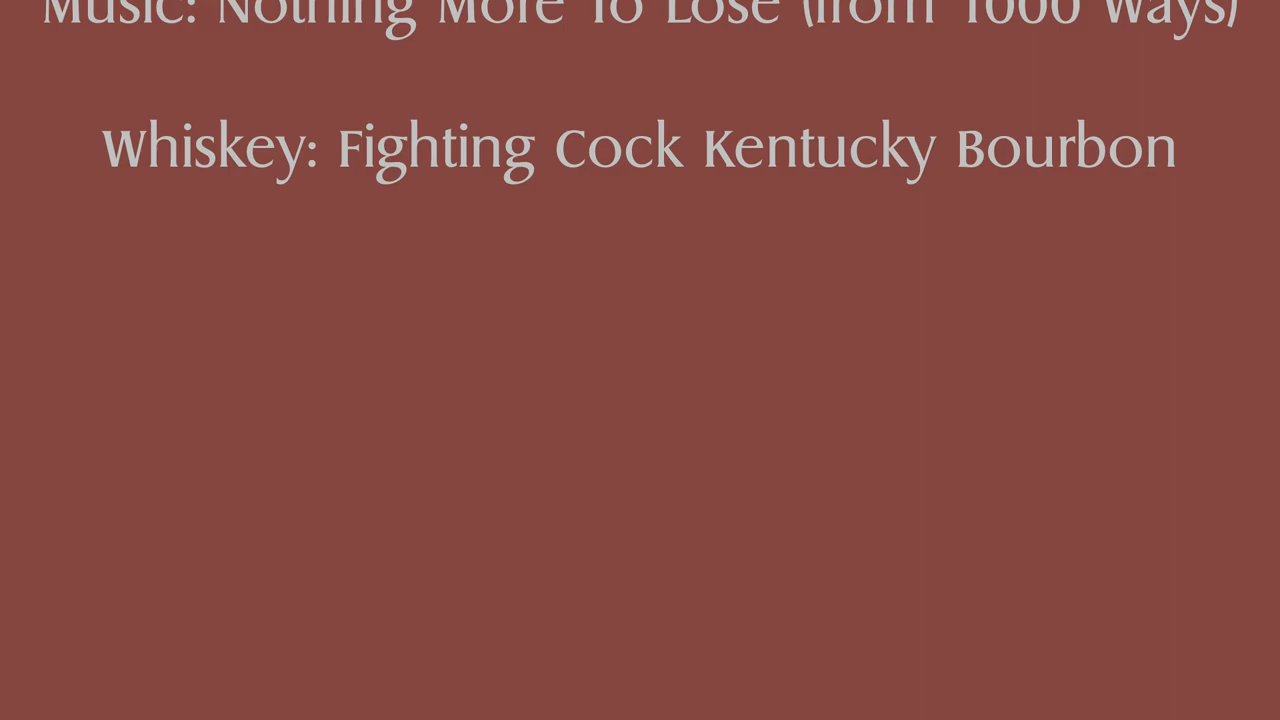 Music: Nothing More To Lose (from 1000 Ways)
Whiskey: Fighting Cock Kentucky Bourbon